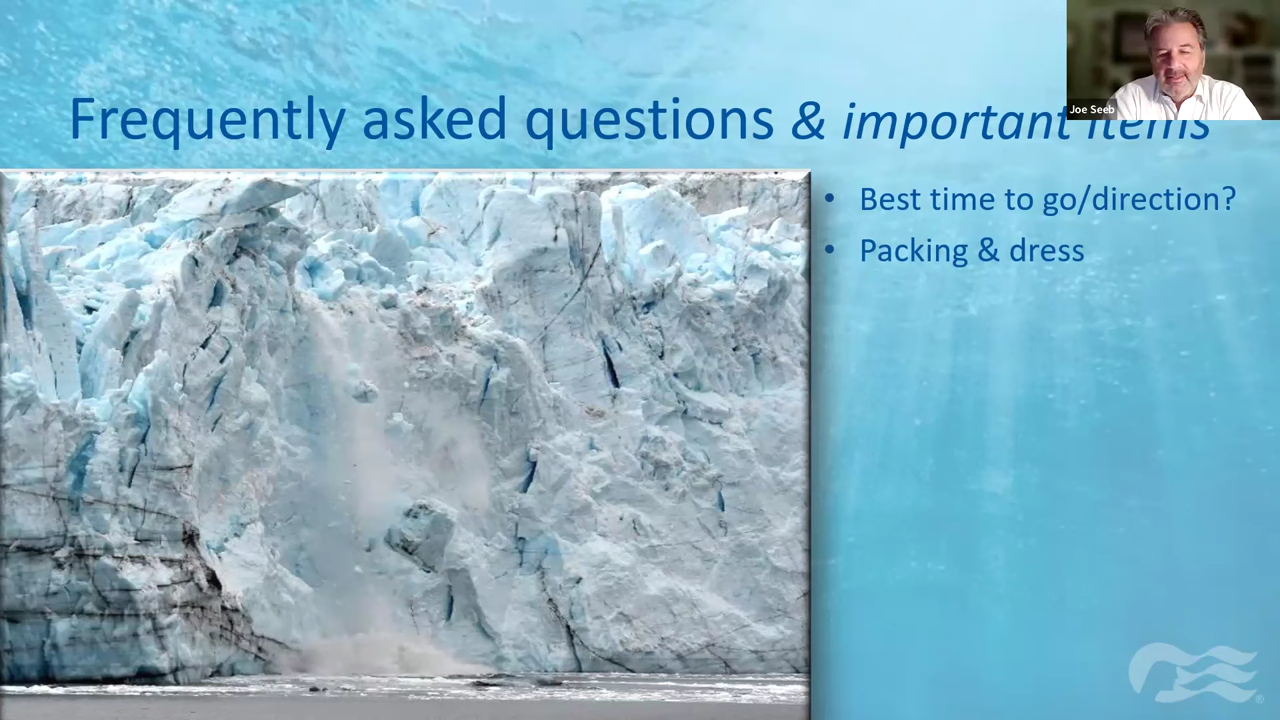 Frequently asked questions & important items
Joe Seeb
• Best time to go/direction?
• Packing & dress
®